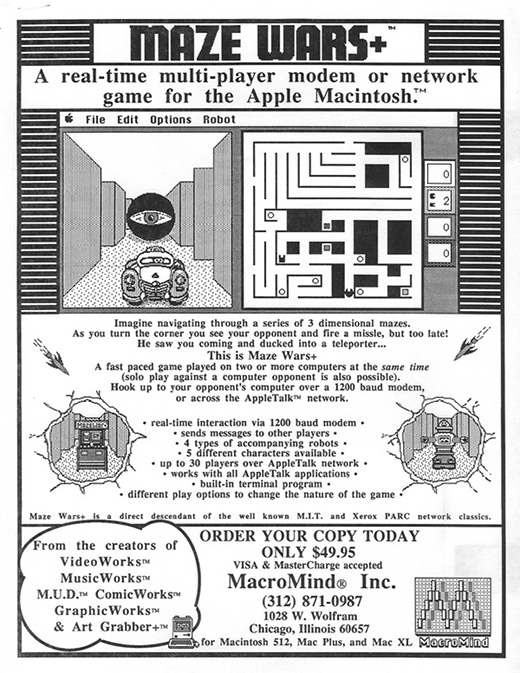 MAZE WARS+™
A real-time multi-player modem or network
game for the Apple Macintosh.™
File Edit Options Robot
0
2
0
0
Imagine navigating through a series of 3 dimensional mazes.
As you turn the corner you see your opponent and fire a missle, but too late!
He saw you coming and ducked into a teleporter...
This is Maze Wars+
A fast paced game played on two or more computers at the same time
(solo play against a computer opponent is also possible).
Hook up to your opponent's computer over a 1200 baud modem,
or across the AppleTalk™ network.
• real-time interaction via 1200 baud modem •
• sends messages to other players •
• 4 types of accompanying robots •
• 5 different characters available •
• up to 30 players over AppleTalk network •
• works with all AppleTalk applications •
• built-in terminal program •
• different play options to change the nature of the game •
Maze Wars+ is a direct descendant of the well known M.I.T. and Xerox PARC network classics.
From the creators of
VideoWorks™
MusicWorks™
M.U.D.™ ComicWorks™
GraphicWorks™
& Art Grabber+™
ORDER YOUR COPY TODAY
ONLY $49.95
VISA & MasterCharge accepted
MacroMind® Inc.
(312) 871-0987
1028 W. Wolfram
Chicago, Illinois 60657
for Macintosh 512, Mac Plus, and Mac XL
MacroMind